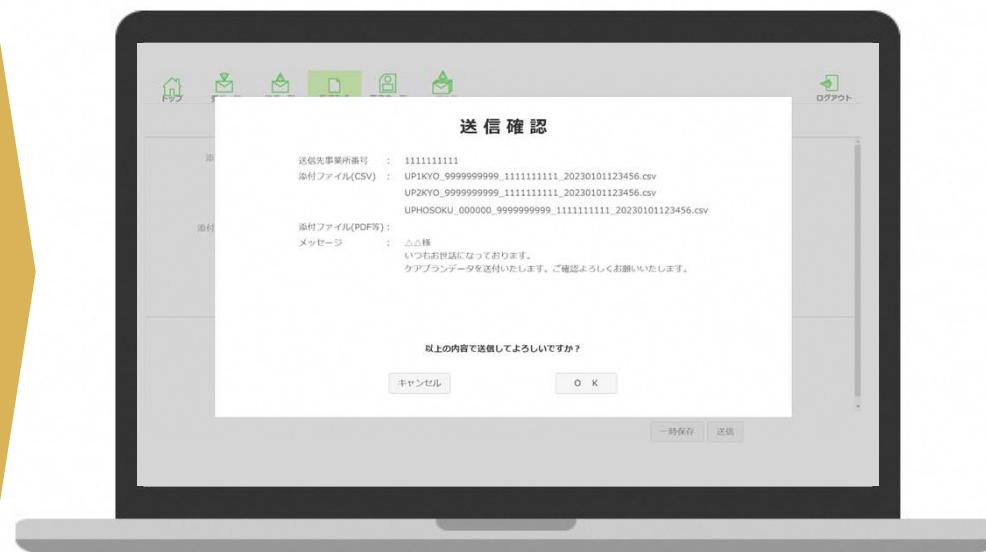 トップ
ログアウト
送信確認
送信先事業所番号 : 1111111111
添付ファイル(CSV) : UP1KYO_9999999999_1111111111_20230101123456.csv
UP2KYO_9999999999_1111111111_20230101123456.csv
UPHOSOKU_000000_9999999999_1111111111_20230101123456.csv
添付ファイル(PDF等) :
メッセージ : △△様
いつもお世話になっております。
ケアプランデータを送付いたします。ご確認よろしくお願いいたします。
以上の内容で送信してよろしいですか？
キャンセル
O K
一時保存
送信